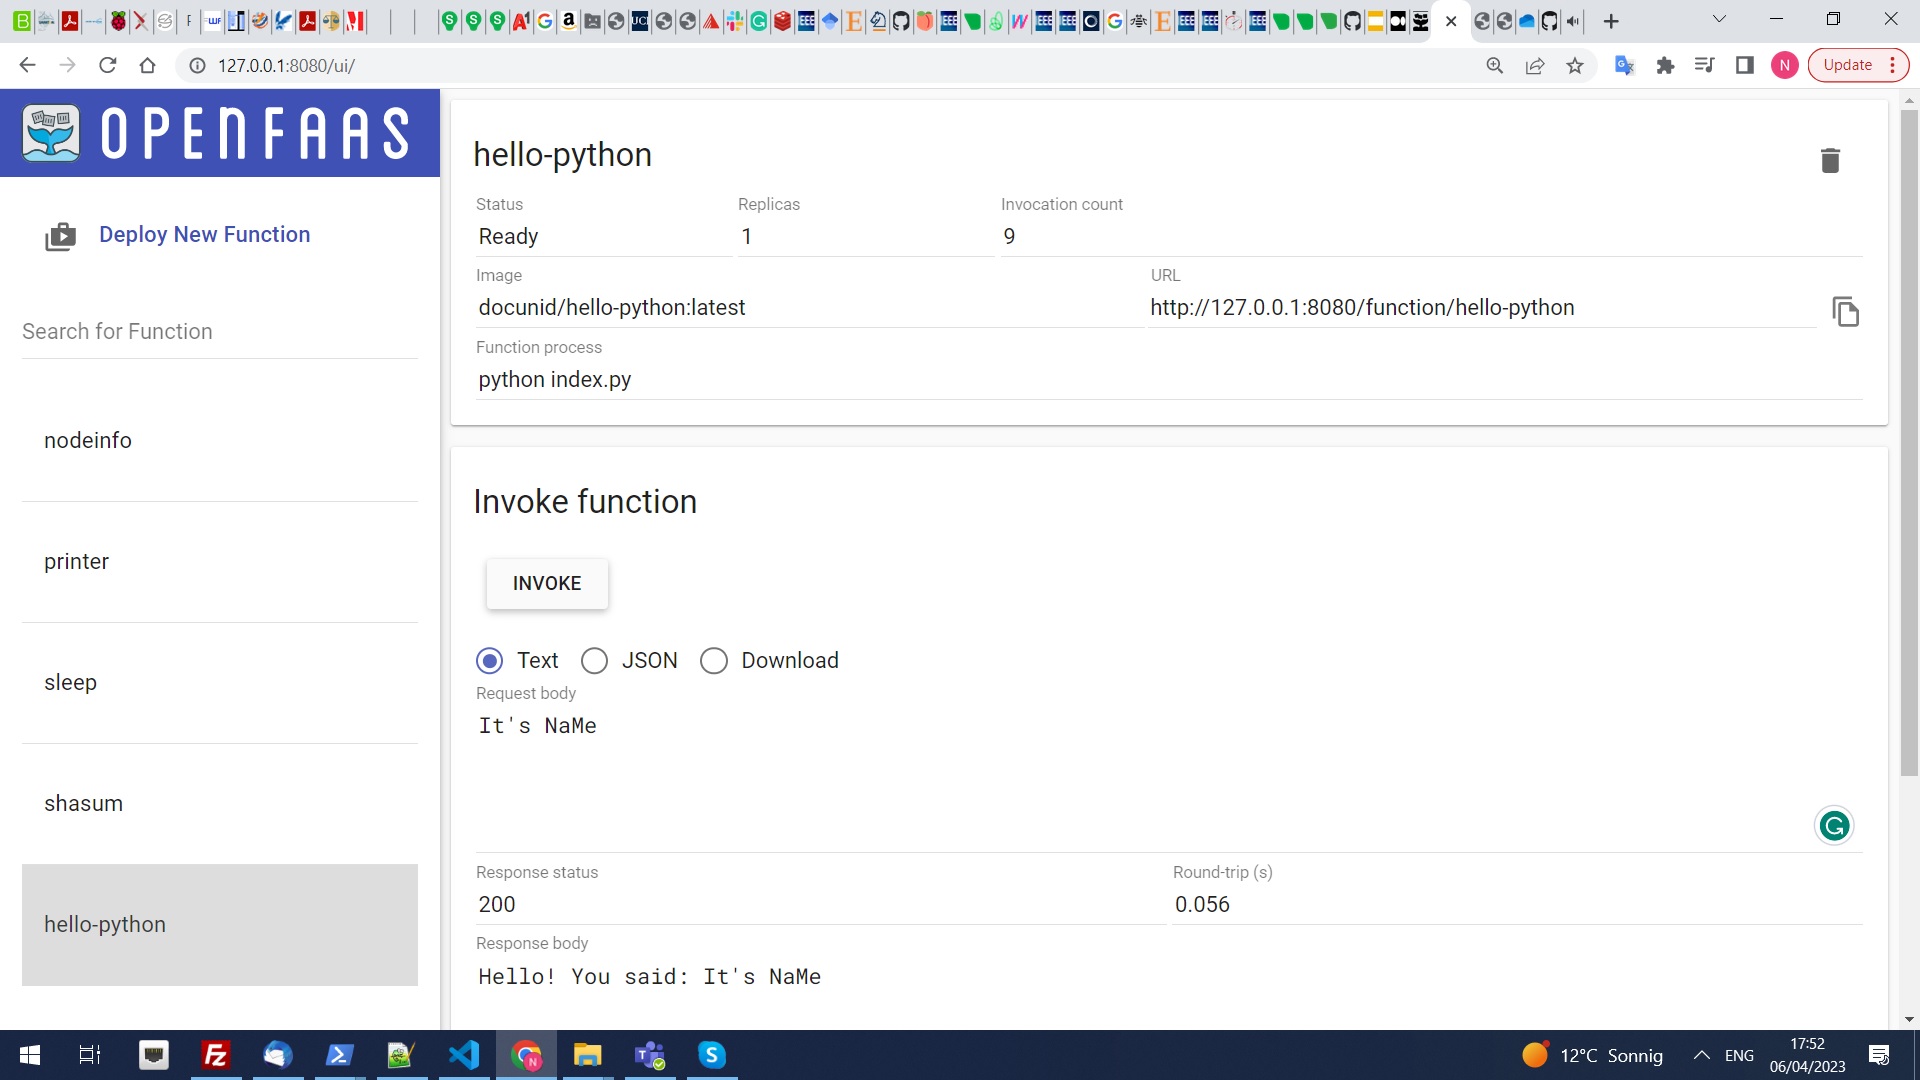 127.0.0.1:8080/ui/
N
Update
OPENFAAS
Deploy New Function
Search for Function
nodeinfo
printer
sleep
shasum
hello-python
hello-python
Status
Replicas
Invocation count
Ready
1
9
Image
URL
docunid/hello-python:latest
http://127.0.0.1:8080/function/hello-python
Function process
python index.py
Invoke function
INVOKE
Text
JSON
Download
Request body
It's NaMe
Response status
Round-trip (s)
200
0.056
Response body
Hello! You said: It's NaMe
12°C Sonnig
ENG
17:52
06/04/2023